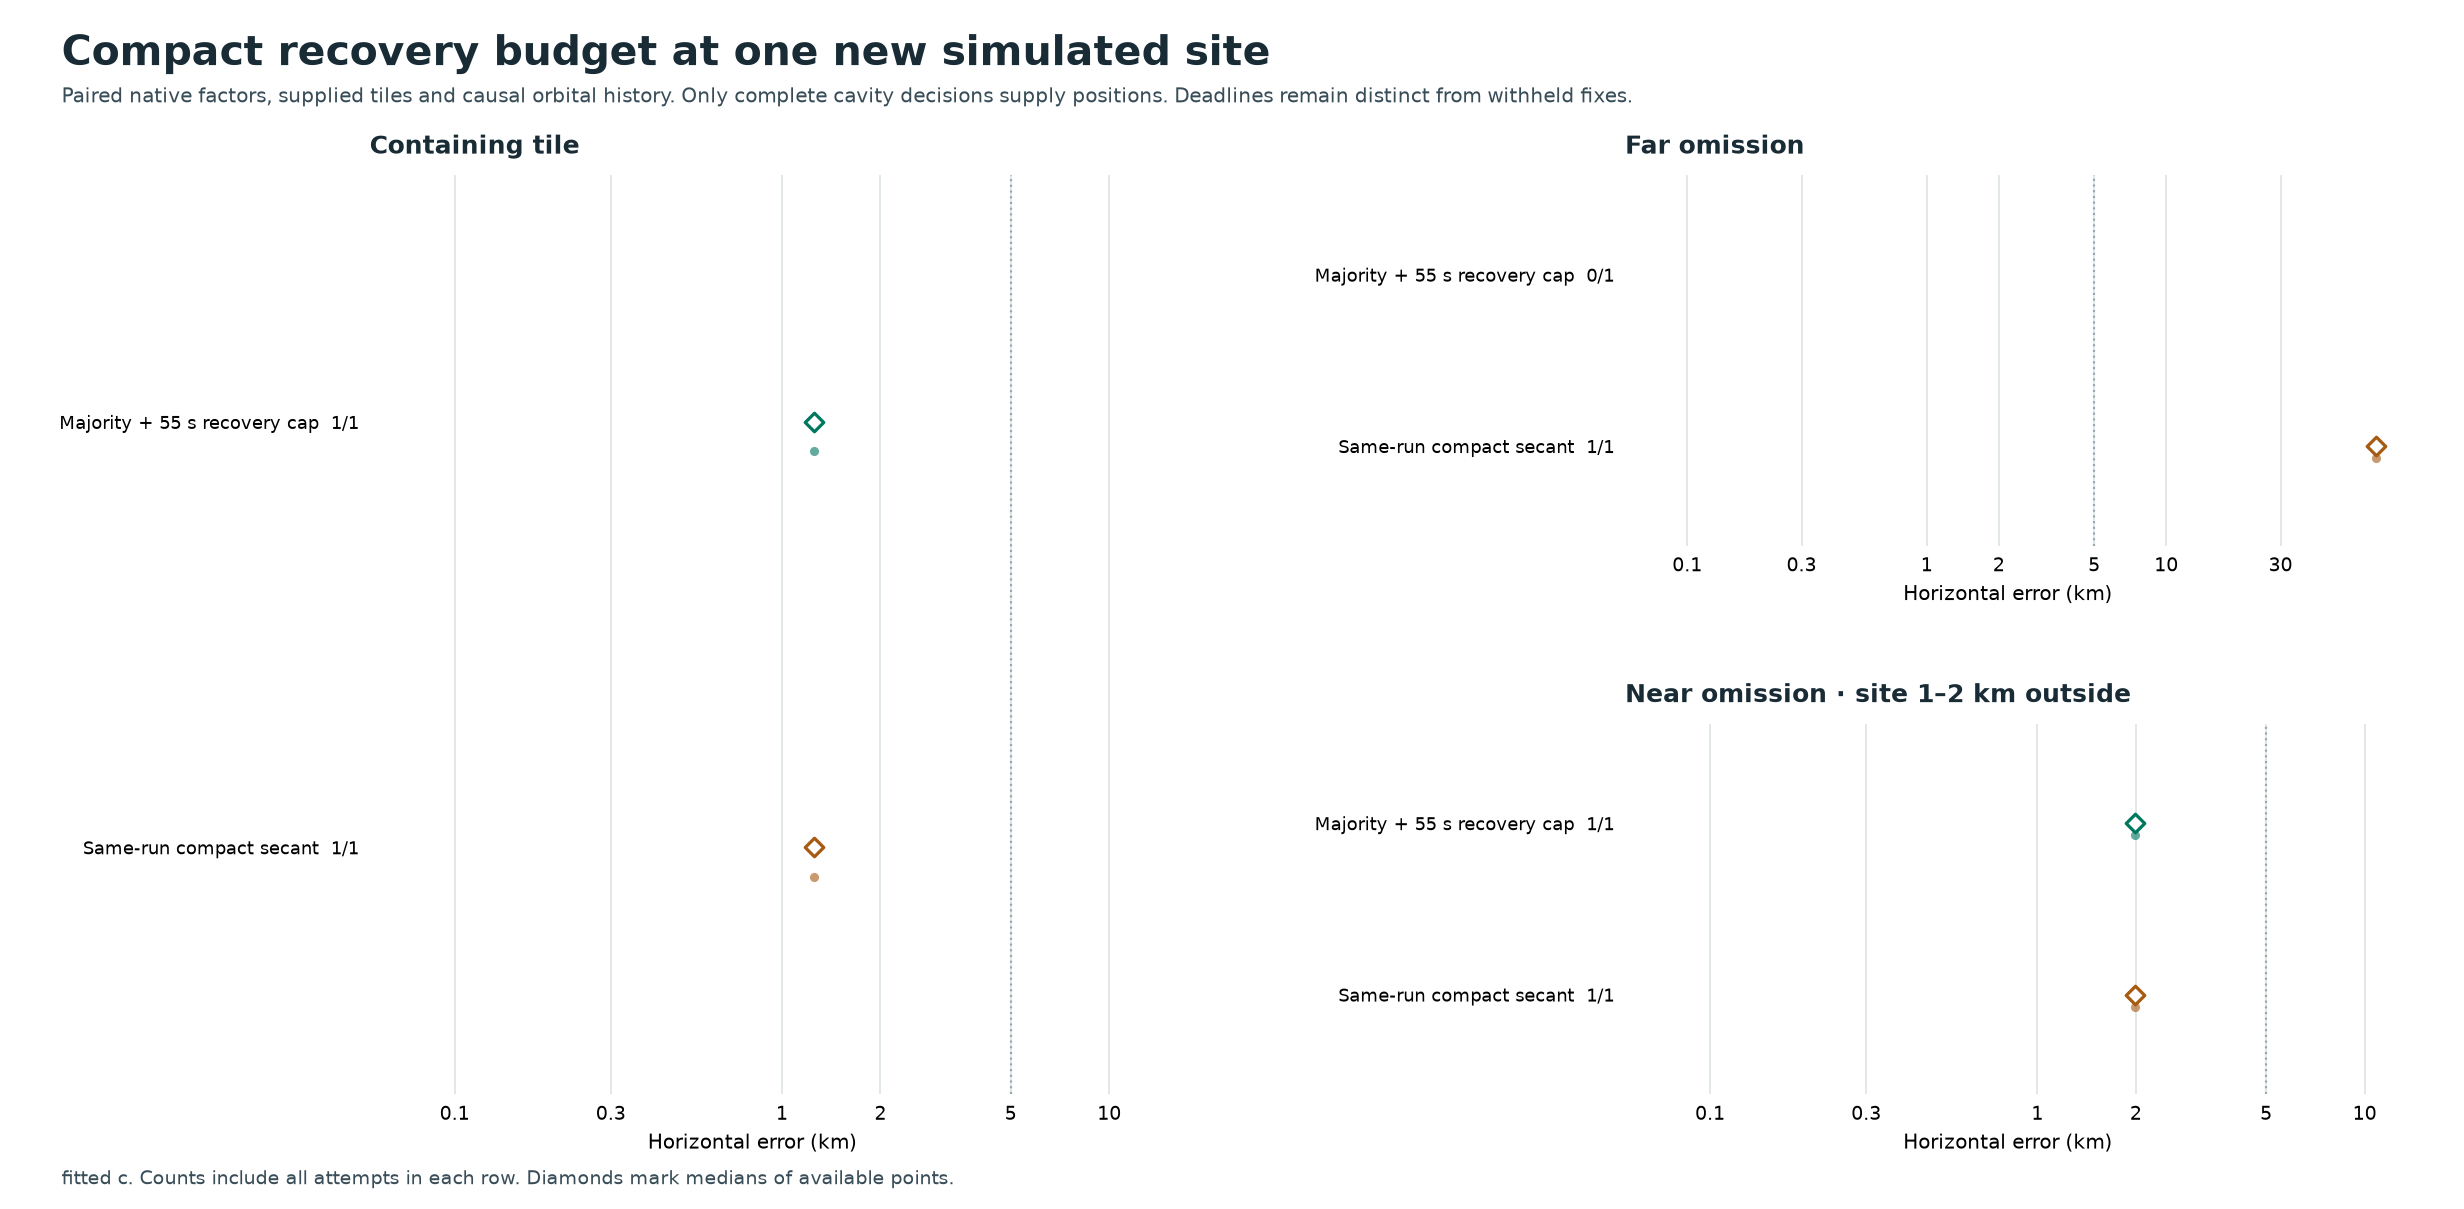 Compact recovery budget at one new simulated site
Paired native factors, supplied tiles and causal orbital history. Only complete cavity decisions supply positions. Deadlines remain distinct from withheld fixes.
Containing tile
Majority + 55 s recovery cap 1/1
Same-run compact secant 1/1
0.1 0.3 1 2 5 10
Horizontal error (km)
Far omission
Majority + 55 s recovery cap 0/1
Same-run compact secant 1/1
0.1 0.3 1 2 5 10 30
Horizontal error (km)
Near omission · site 1–2 km outside
Majority + 55 s recovery cap 1/1
Same-run compact secant 1/1
0.1 0.3 1 2 5 10
Horizontal error (km)
fitted c. Counts include all attempts in each row. Diamonds mark medians of available points.